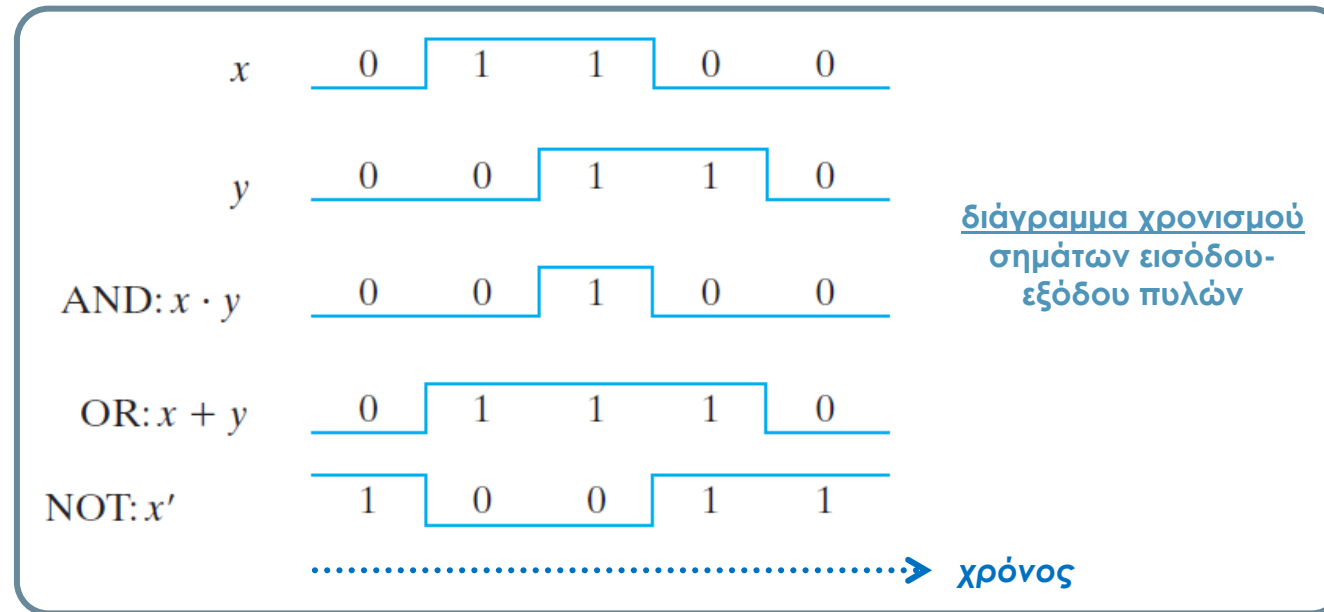 x 0 1 1 0 0
y 0 0 1 1 0
διάγραμμα χρονισμού
σημάτων εισόδου-
εξόδου πυλών
AND: x · y 0 0 1 0 0
OR: x + y 0 1 1 1 0
NOT: x′ 1 0 0 1 1
χρόνος